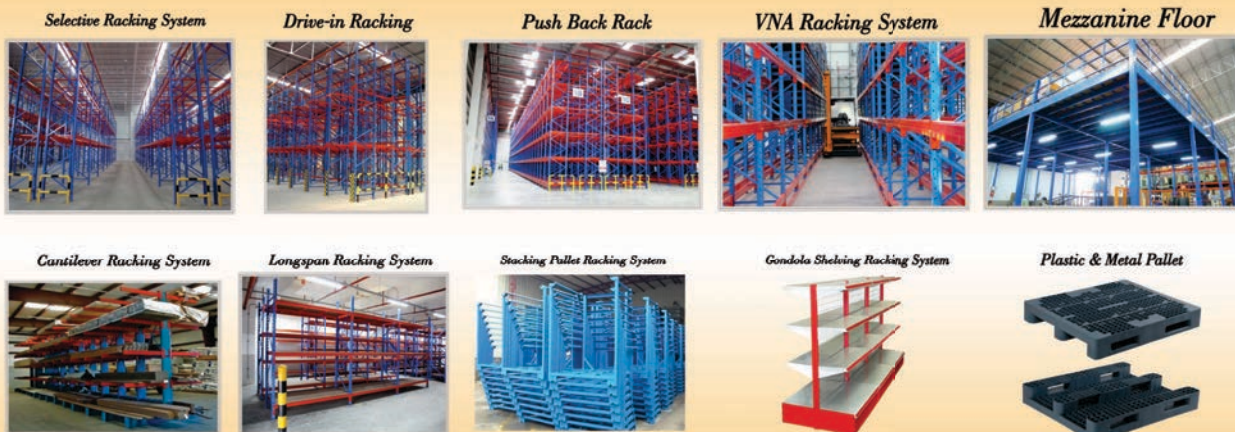 Selective Racking System
Drive-in Racking
Push Back Rack
VNA Racking System
Mezzanine Floor
Cantilever Racking System
Longspan Racking System
Stacking Pallet Racking System
Gondola Shelving Racking System
Plastic & Metal Pallet